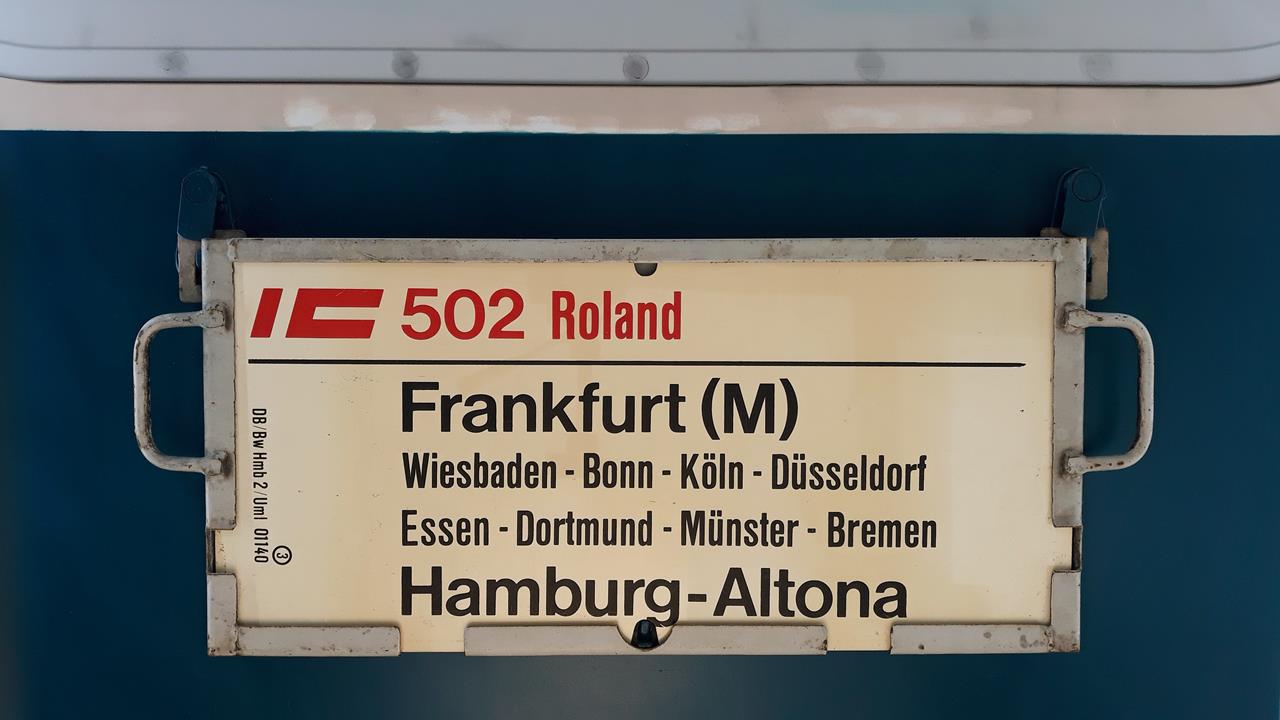 IC 502 Roland
Frankfurt (M)
Wiesbaden - Bonn - Köln - Düsseldorf
Essen - Dortmund - Münster - Bremen
Hamburg-Altona
DB/Bw Hmb 2/Uml 01140 ③